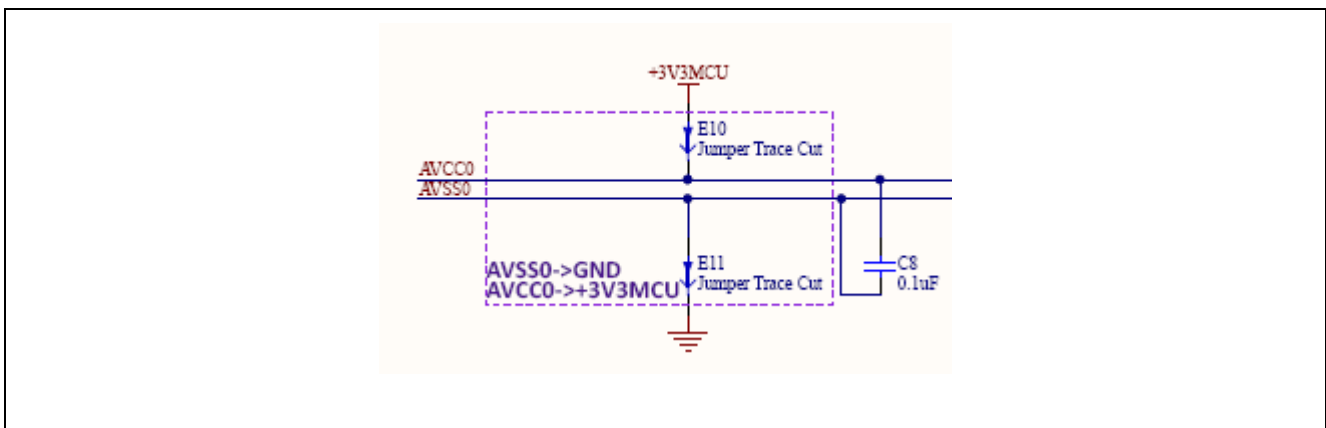 +3V3MCU
E10
Jumper Trace Cut
AVCC0
AVSS0
E11
Jumper Trace Cut
AVSS0->GND
AVCC0->+3V3MCU
C8
0.1uF